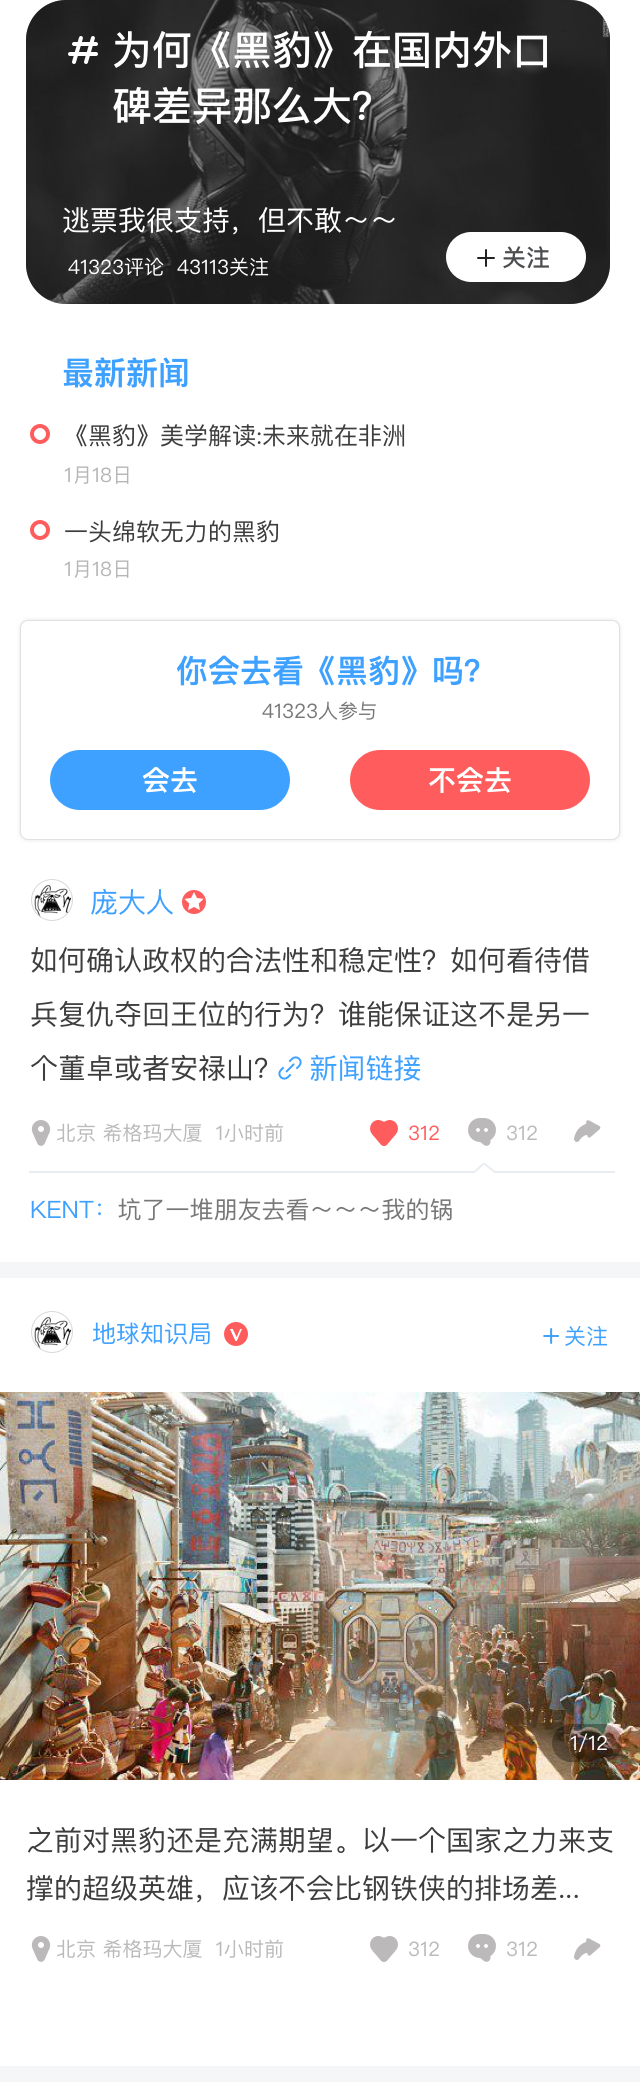 # 为何《黑豹》在国内外口
碑差异那么大?
逃票我很支持，但不敢～～
41323评论 43113关注
+ 关注
最新新闻
《黑豹》美学解读:未来就在非洲
1月18日
一头绵软无力的黑豹
1月18日
你会去看《黑豹》吗?
41323人参与
会去
不会去
庞大人
如何确认政权的合法性和稳定性？如何看待借
兵复仇夺回王位的行为？谁能保证这不是另一
个董卓或者安禄山? 新闻链接
北京 希格玛大厦 1小时前 312 312
KENT：坑了一堆朋友去看～～～我的锅
地球知识局 V
+ 关注
1/12
之前对黑豹还是充满期望。以一个国家之力来支
撑的超级英雄，应该不会比钢铁侠的排场差...
北京 希格玛大厦 1小时前 312 312